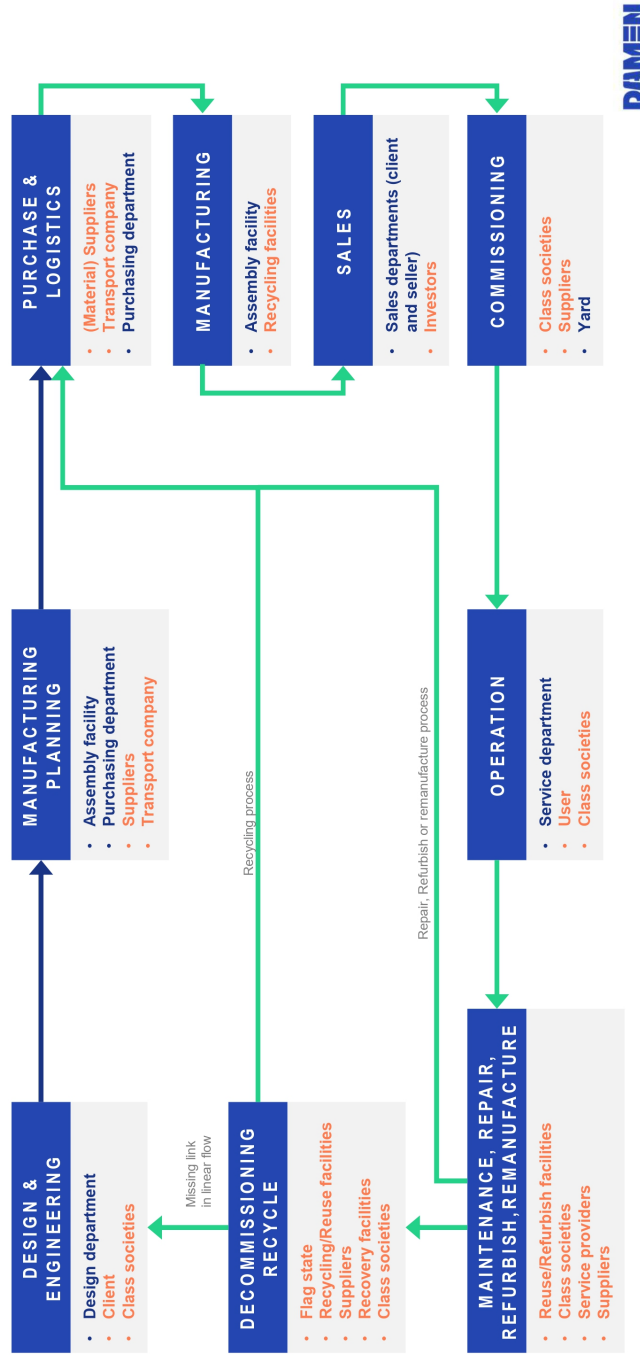 DESIGN &
ENGINEERING
• Design department
• Client
• Class societies
MANUFACTURING
PLANNING
• Assembly facility
• Purchasing department
• Suppliers
• Transport company
PURCHASE &
LOGISTICS
• (Material) Suppliers
• Transport company
• Purchasing department
Missing link
in linear flow
DECOMMISSIONING
RECYCLE
• Flag state
• Recycling/Reuse facilities
• Suppliers
• Recovery facilities
• Class societies
Recycling process
MANUFACTURING
• Assembly facility
• Recycling facilities
SALES
• Sales departments (client
and seller)
• Investors
Repair, Refurbish or remanufacture process
MAINTENANCE, REPAIR,
REFURBISH,REMANUFACTURE
• Reuse/Refurbish facilities
• Class societies
• Service providers
• Suppliers
OPERATION
• Service department
• User
• Class societies
COMMISSIONING
• Class societies
• Suppliers
• Yard
DAMEN